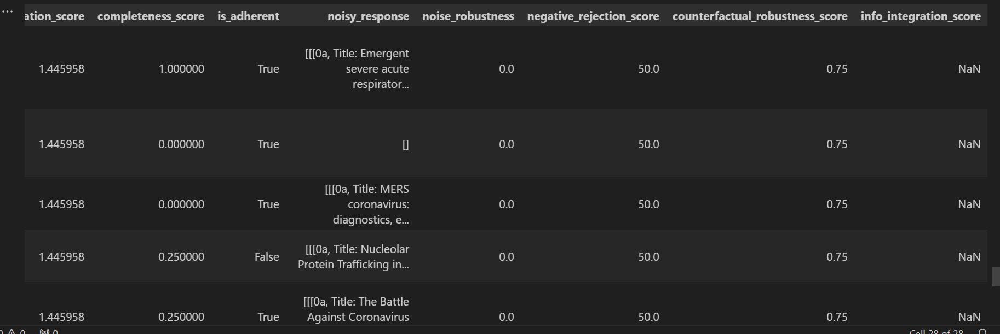 ...
ation_score completeness_score is_adherent noisy_response noise_robustness negative_rejection_score counterfactual_robustness_score info_integration_score
1.445958 1.000000 True [[[0a, Title: Emergent severe acute respirator... 0.0 50.0 0.75 NaN
1.445958 0.000000 True [] 0.0 50.0 0.75 NaN
1.445958 0.000000 True [[[0a, Title: MERS coronavirus: diagnostics, e... 0.0 50.0 0.75 NaN
1.445958 0.250000 False [[[0a, Title: Nucleolar Protein Trafficking in... 0.0 50.0 0.75 NaN
1.445958 0.250000 True [[[0a, Title: The Battle Against Coronavirus 0.0 50.0 0.75 NaN
0 0 0 Cell 28 of 28